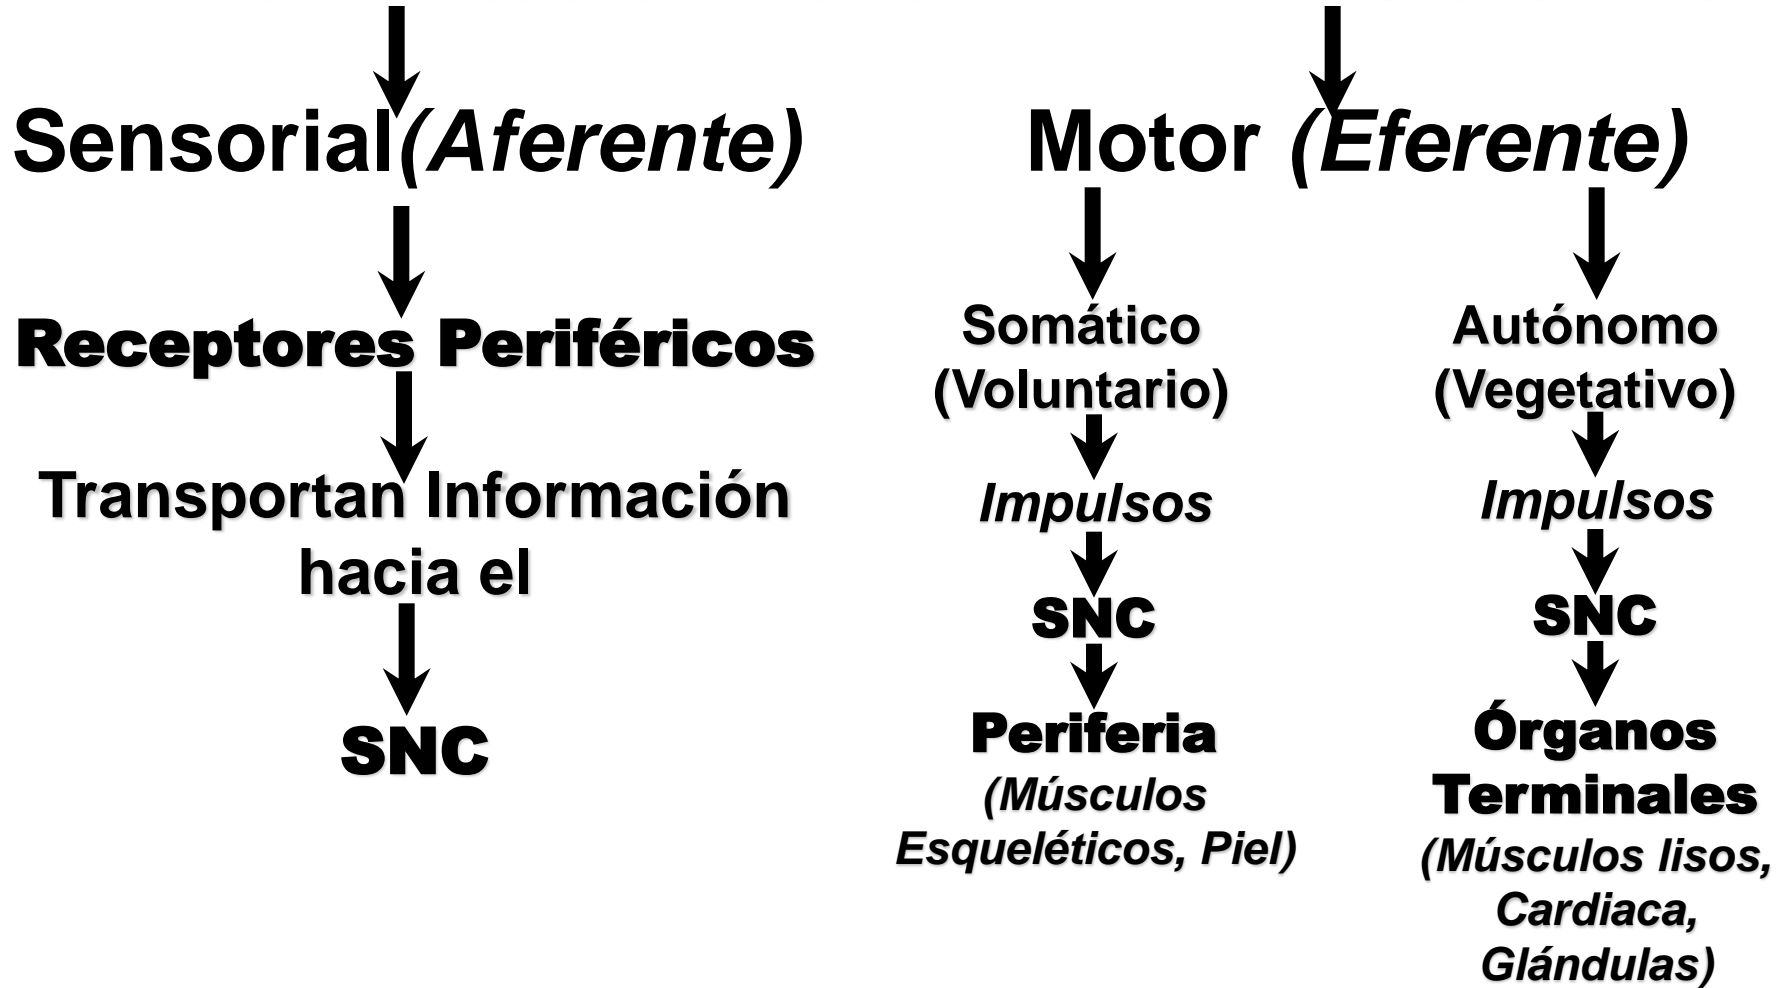 Sensorial(Aferente)
Receptores Periféricos
Transportan Información
hacia el
SNC
Motor (Eferente)
Somático
(Voluntario)
Impulsos
SNC
Periferia
(Músculos
Esqueléticos, Piel)
Autónomo
(Vegetativo)
Impulsos
SNC
Órganos
Terminales
(Músculos lisos,
Cardiaca,
Glándulas)